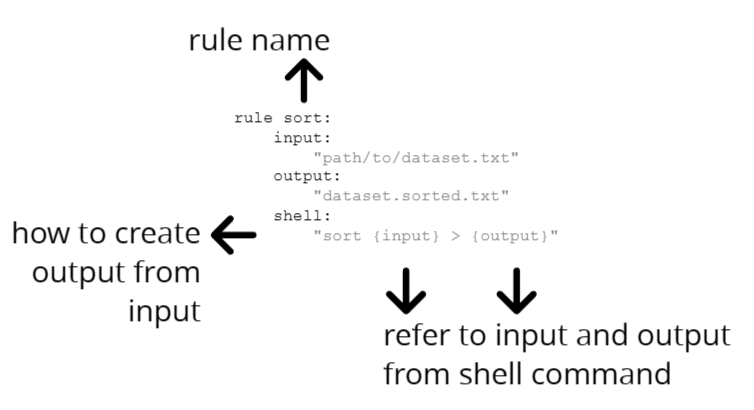 rule name
rule sort:
input:
"path/to/dataset.txt"
output:
"dataset.sorted.txt"
shell:
"sort {input} > {output}"
how to create
output from
input
refer to input and output
from shell command